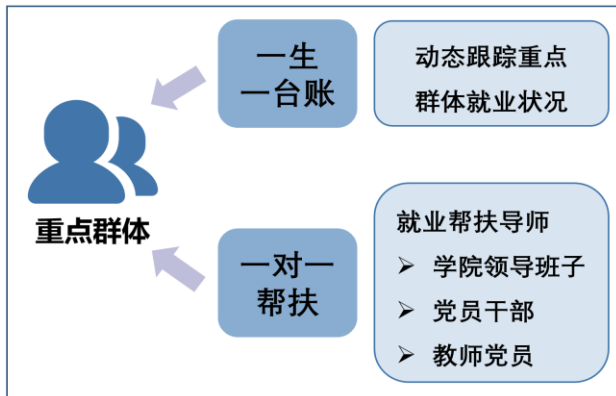 一生
一台账
动态跟踪重点
群体就业状况
重点群体
一对一
帮扶
就业帮扶导师
➢ 学院领导班子
➢ 党员干部
➢ 教师党员